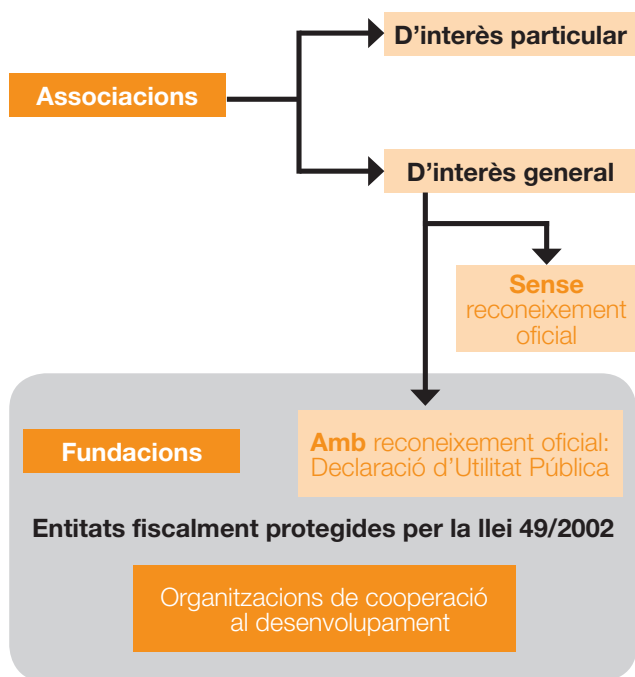 D’interès particular
Associacions
D’interès general
Sense
reconeixement
oficial
Fundacions
Amb reconeixement oficial:
Declaració d’Utilitat Pública
Entitats fiscalment protegides per la llei 49/2002
Organitzacions de cooperació
al desenvolupament